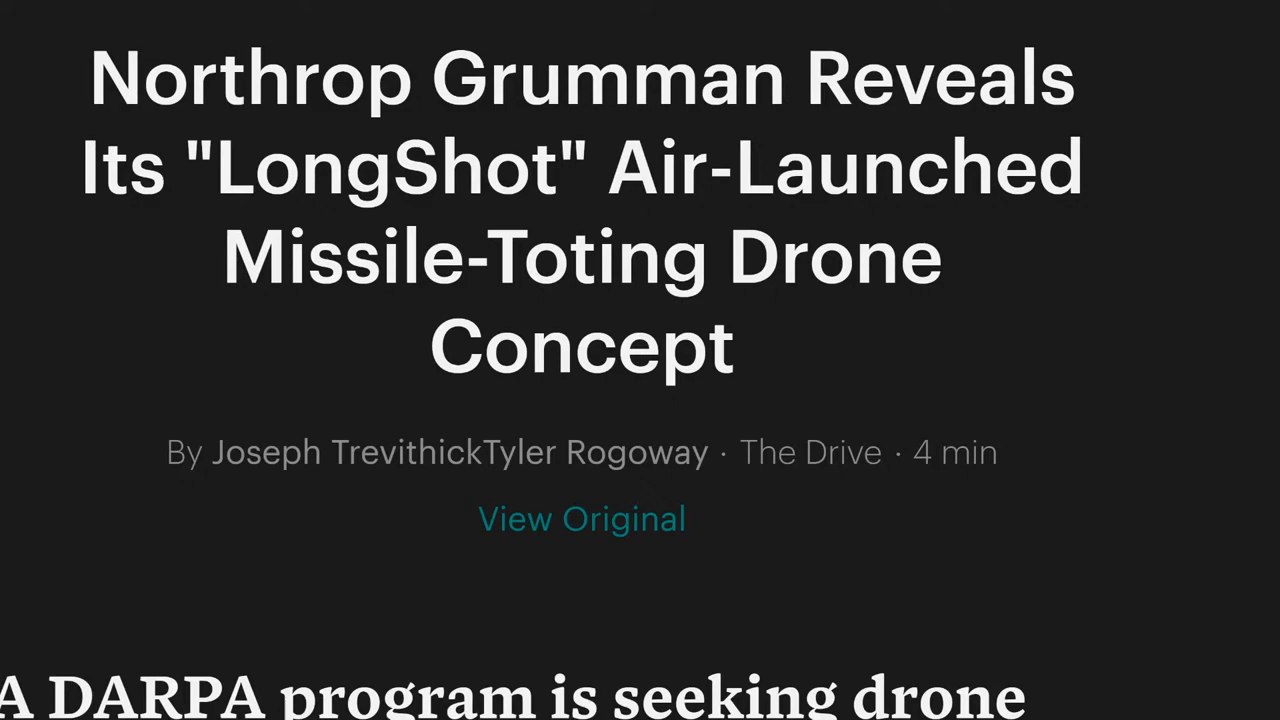 Northrop Grumman Reveals
Its "LongShot" Air-Launched
Missile-Toting Drone
Concept
By Joseph TrevithickTyler Rogoway · The Drive · 4 min
View Original
A DARPA program is seeking drone